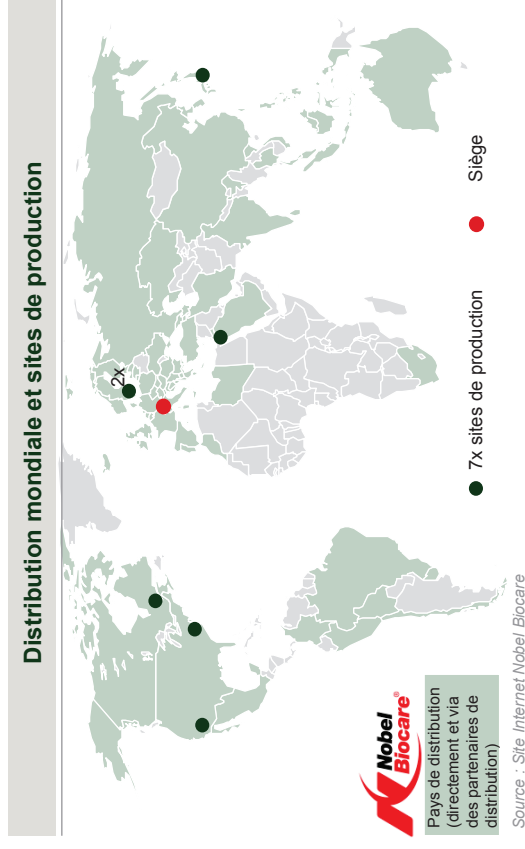 Distribution mondiale et sites de production
2x
7x sites de production
Siège
Nobel
Biocare®
Pays de distribution
(directement et via
des partenaires de
distribution)
Source : Site Internet Nobel Biocare